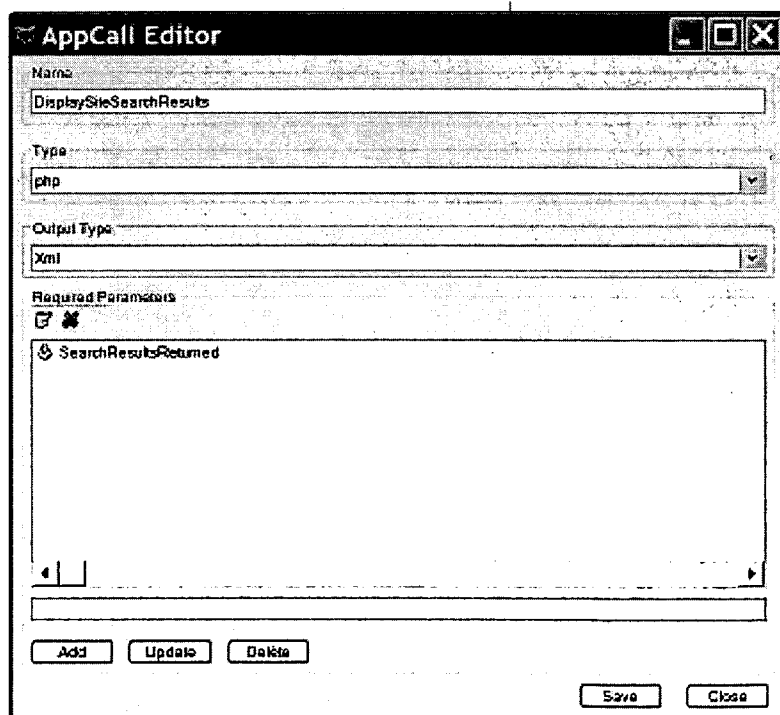 AppCall Editor
Name
DisplaySiteSearchResults
Type
php
Output Type
Xml
Required Parameters
SearchResultsReturned
Add Update Delete
Save Close